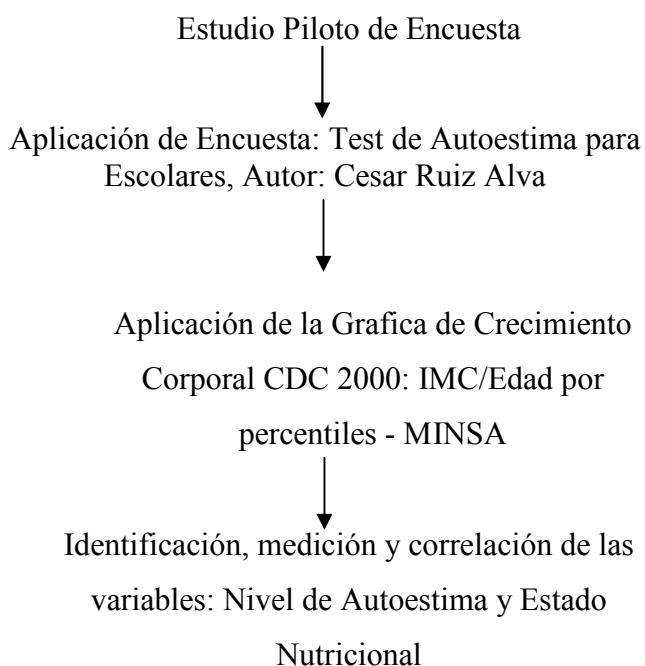 Estudio Piloto de Encuesta
Aplicación de Encuesta: Test de Autoestima para
Escolares, Autor: Cesar Ruiz Alva
Aplicación de la Grafica de Crecimiento
Corporal CDC 2000: IMC/Edad por
percentiles - MINSA
Identificación, medición y correlación de las
variables: Nivel de Autoestima y Estado
Nutricional